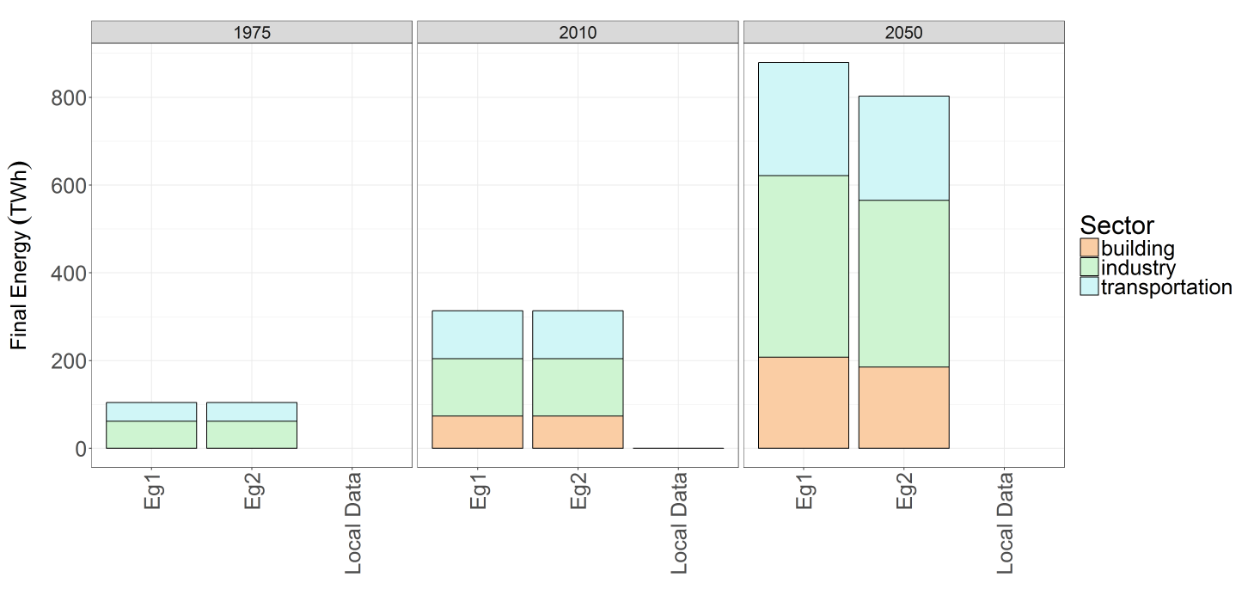 1975
2010
2050
Final Energy (TWh)
800
600
400
200
0
Eg1
Eg2
Local Data
Eg1
Eg2
Local Data
Eg1
Eg2
Local Data
Sector
building
industry
transportation